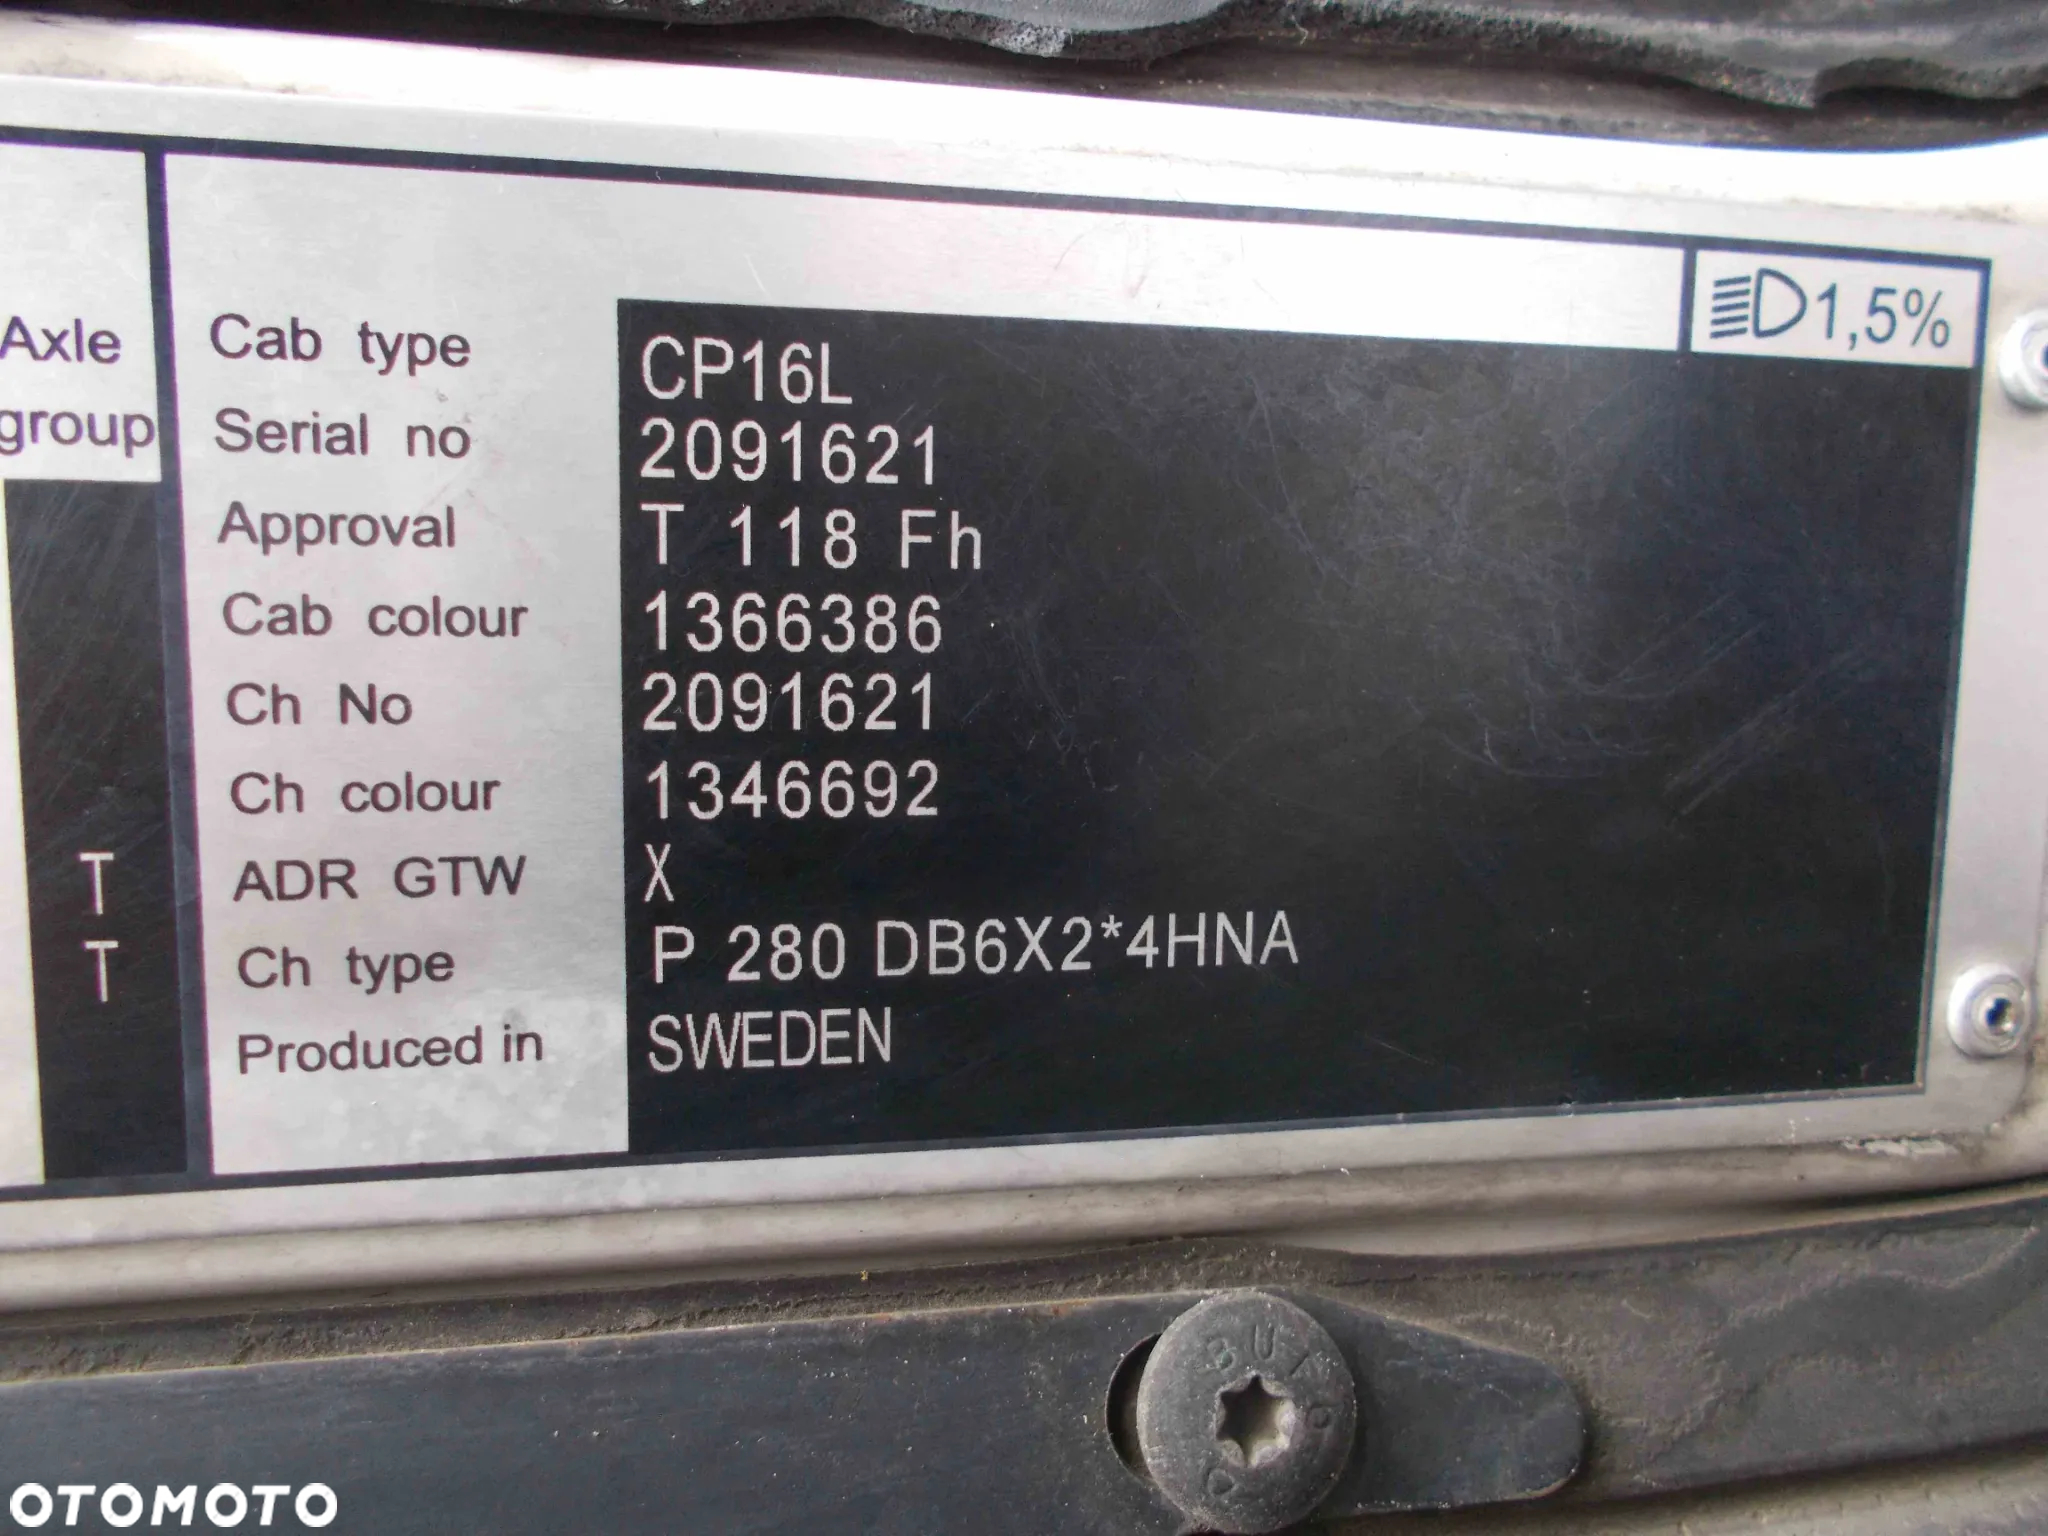 1,5%
Axle
group
Cab type CP16L
Serial no 2091621
Approval T 118 Fh
Cab colour 1366386
Ch No 2091621
Ch colour 1346692
T
ADR GTW X
T
Ch type P 280 DB6X2*4HNA
Produced in SWEDEN
OTOMOTO